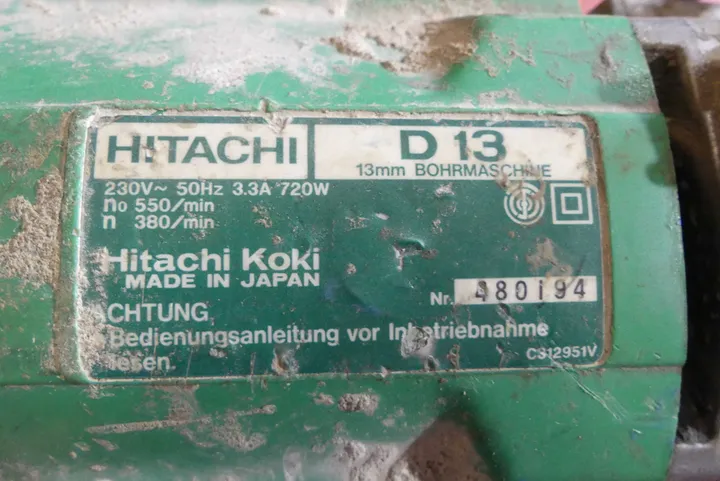 HITACHI
D 13
13mm BOHRMASCHINE
230V~ 50Hz 3.3A 720W
no 550/min
n 380/min
Hitachi Koki
MADE IN JAPAN
Nr. 480194
CHTUNG
Bedienungsanleitung vor Inbetriebnahme
lesen.
C312951V